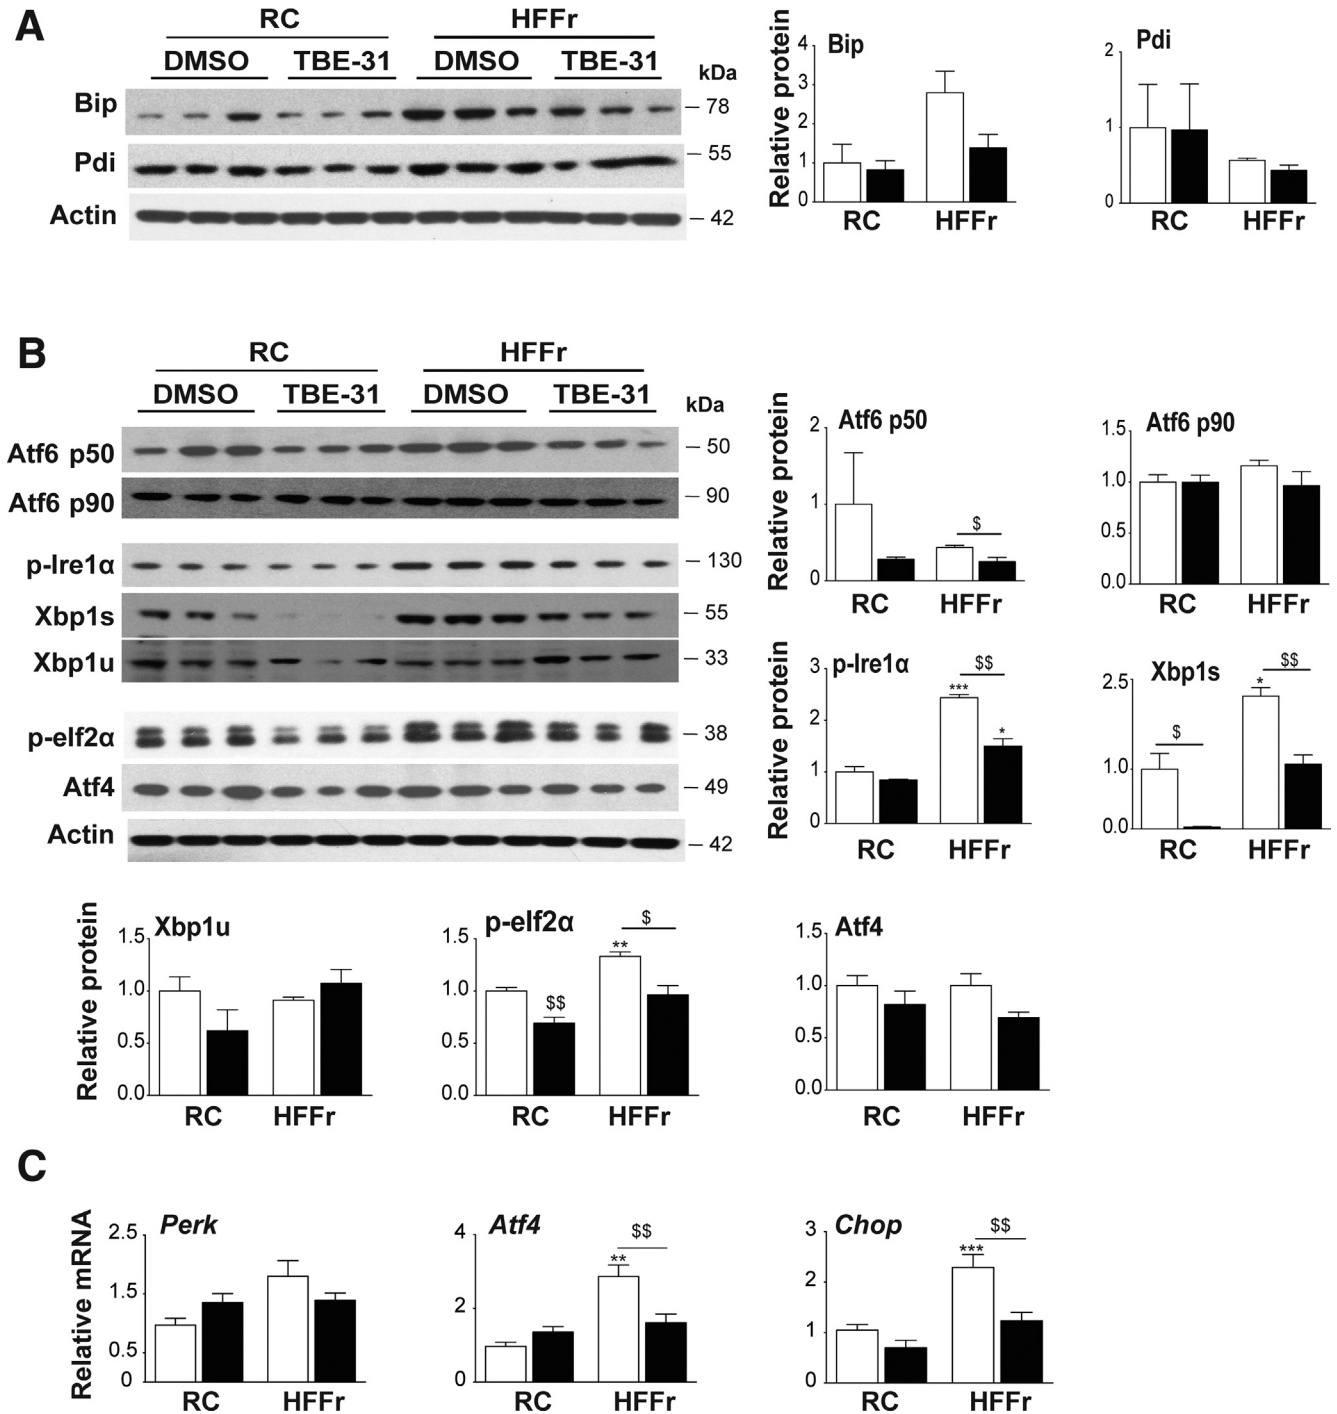 A
RC HFFr
DMSO TBE-31 DMSO TBE-31
kDa
Bip 78
Pdi 55
Actin 42
Relative protein
Bip
4
3
2
1
0
RC HFFr
Pdi
2
1
0
RC HFFr
B
RC HFFr
DMSO TBE-31 DMSO TBE-31
kDa
Atf6 p50 50
Atf6 p90 90
p-Ire1α 130
Xbp1s 55
Xbp1u 33
p-eIf2α 38
Atf4 49
Actin 42
Relative protein
Atf6 p50
2
1
0
$
RC HFFr
Atf6 p90
1.5
1.0
0.5
0.0
RC HFFr
Relative protein
p-Ire1α
3
2
1
0
$$
***
*
RC HFFr
Xbp1s
2.5
1.0
0.0
$
$$
*
RC HFFr
Relative protein
Xbp1u
1.5
1.0
0.5
0.0
RC HFFr
p-eIf2α
1.5
1.0
0.5
0.0
$$
$
**
RC HFFr
Atf4
1.5
1.0
0.5
0.0
RC HFFr
C
Relative mRNA
Perk
2.5
1.5
0.5
0
RC HFFr
Atf4
4
2
0
$$
**
RC HFFr
Chop
3
2
1
0
$$
***
RC HFFr